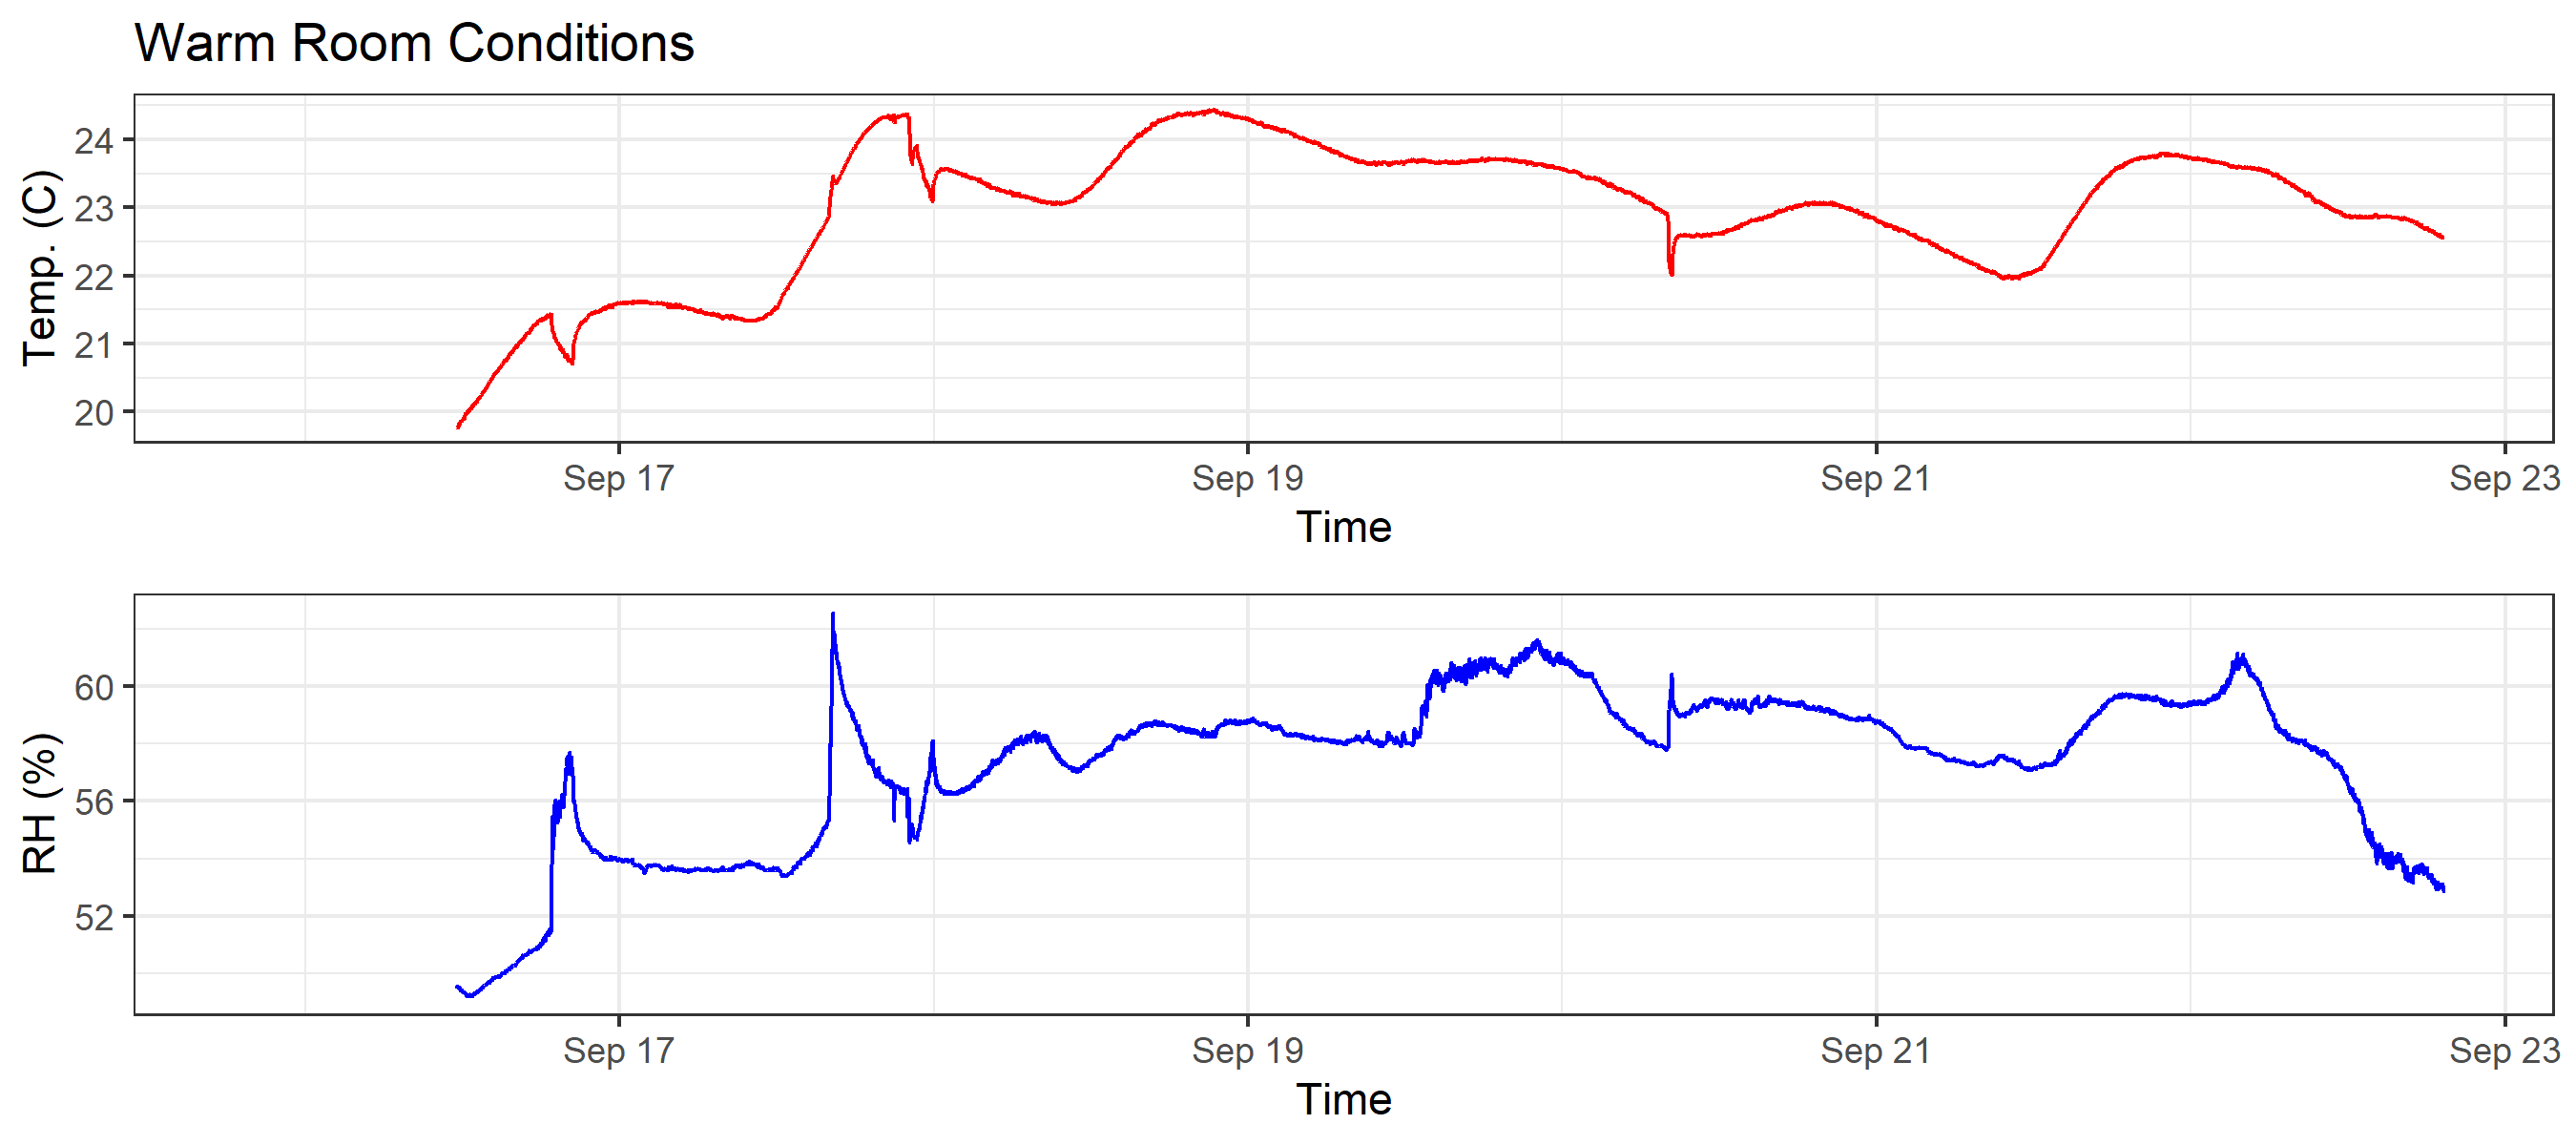 Warm Room Conditions
Temp. (C)
24
23
22
21
20
Sep 17 Sep 19 Sep 21 Sep 23
Time
RH (%)
60
56
52
Sep 17 Sep 19 Sep 21 Sep 23
Time